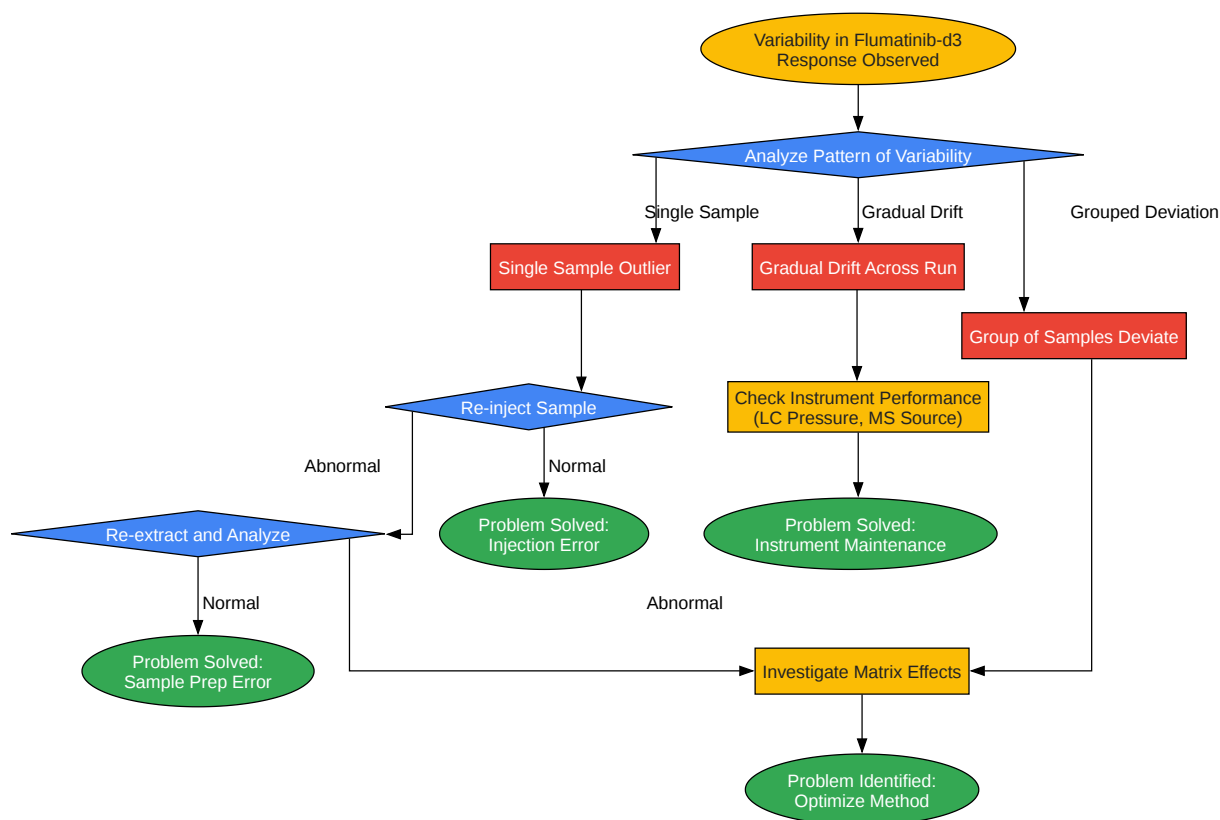 Variability in Flumatinib-d3
Response Observed
Analyze Pattern of Variability
Single Sample
Gradual Drift
Grouped Deviation
Single Sample Outlier
Gradual Drift Across Run
Group of Samples Deviate
Re-inject Sample
Check Instrument Performance
(LC Pressure, MS Source)
Abnormal
Normal
Re-extract and Analyze
Problem Solved:
Injection Error
Problem Solved:
Instrument Maintenance
Normal
Abnormal
Problem Solved:
Sample Prep Error
Investigate Matrix Effects
Problem Identified:
Optimize Method